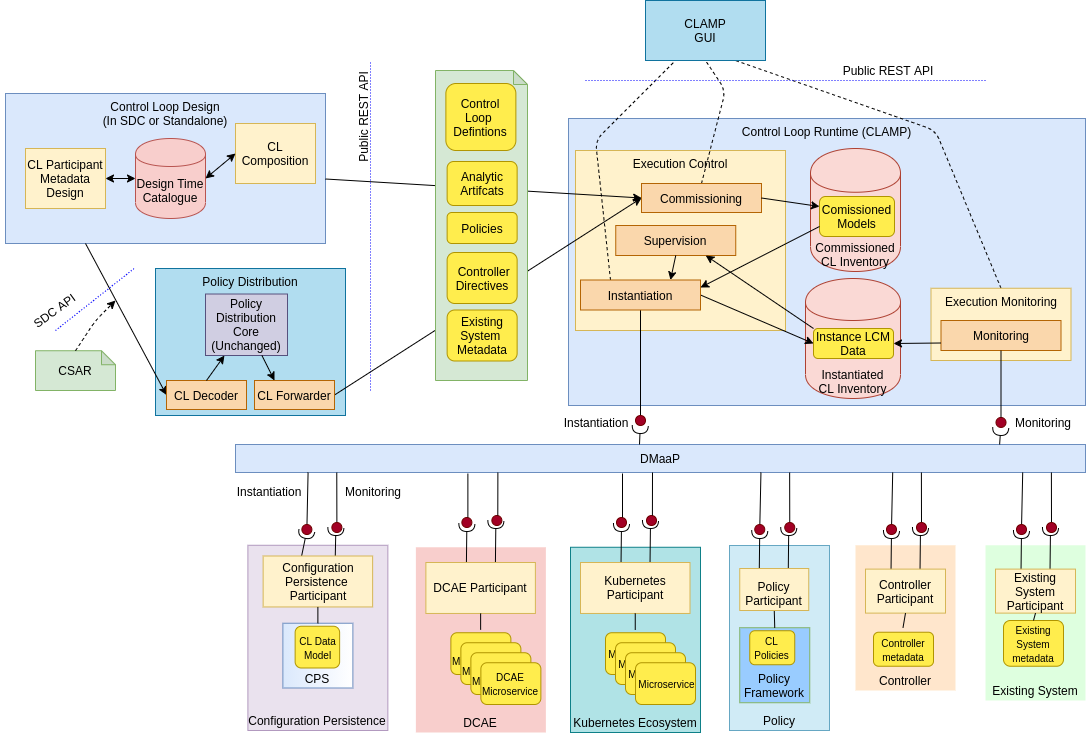 CLAMP
GUI
Public REST API
Control Loop Design
(In SDC or Standalone)
CL Participant
Metadata
Design
Design Time
Catalogue
CL
Composition
Public REST API
Control
Loop
Defintions
Analytic
Artifcats
Policies
Controller
Directives
Existing
System
Metadata
Control Loop Runtime (CLAMP)
Execution Control
Commissioning
Supervision
Instantiation
Comissioned
Models
Commissioned
CL Inventory
Instance LCM
Data
Instantiated
CL Inventory
Execution Monitoring
Monitoring
SDC API
CSAR
Policy Distribution
Policy
Distribution
Core
(Unchanged)
CL Decoder
CL Forwarder
Instantiation
Monitoring
DMaaP
Instantiation
Monitoring
Configuration
Persistence
Participant
CL Data
Model
CPS
Configuration Persistence
DCAE Participant
M
M
M
DCAE
Microservice
DCAE
Kubernetes
Participant
M
M
M
Microservice
Kubernetes Ecosystem
Policy
Participant
CL
Policies
Policy
Framework
Policy
Controller
Participant
Controller
metadata
Controller
Existing
System
Participant
Existing
System
metadata
Existing System